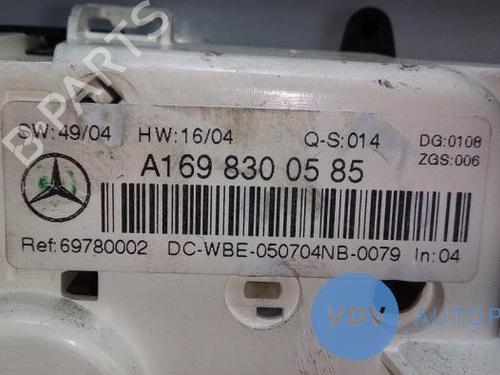 B-PARTS
SW:49/04 HW:16/04 Q-S:014 DG:0108
ZGS:006
A169 830 05 85
Ref:69780002 DC-WBE-050704NB-0079 In:04
VDV AUTOP